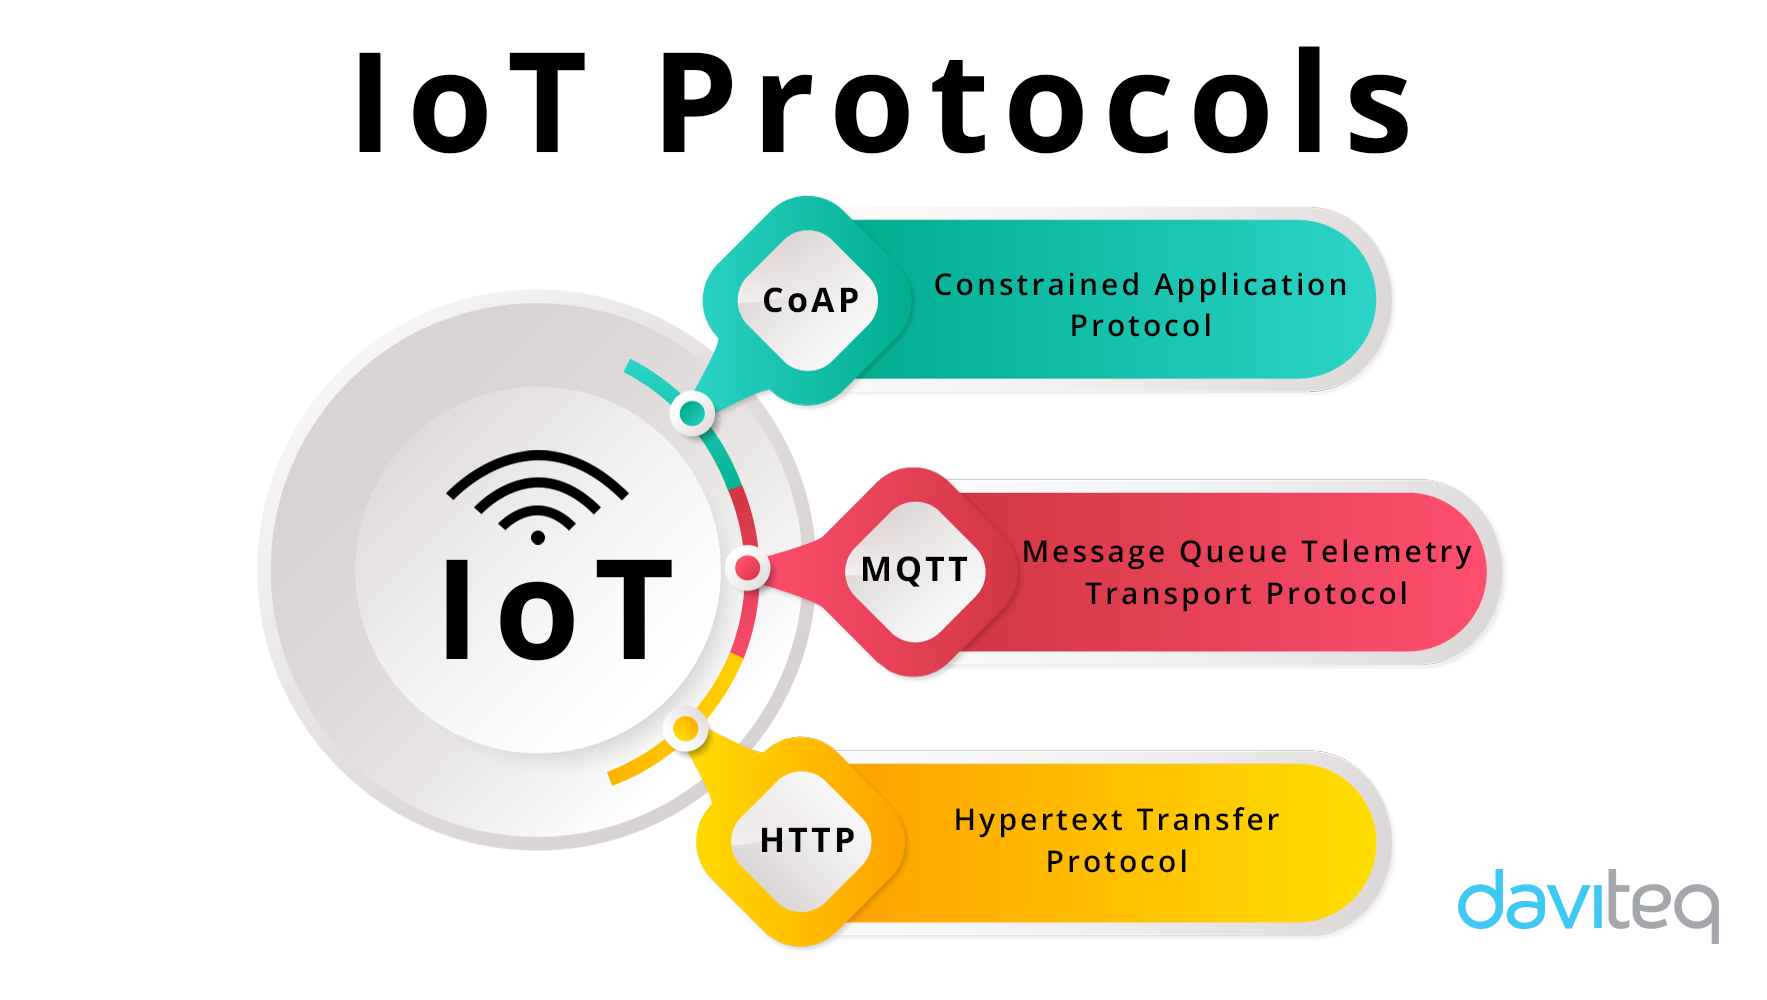 IoT Protocols
CoAP
Constrained Application
Protocol
IoT
MQTT
Message Queue Telemetry
Transport Protocol
HTTP
Hypertext Transfer
Protocol
daviteq